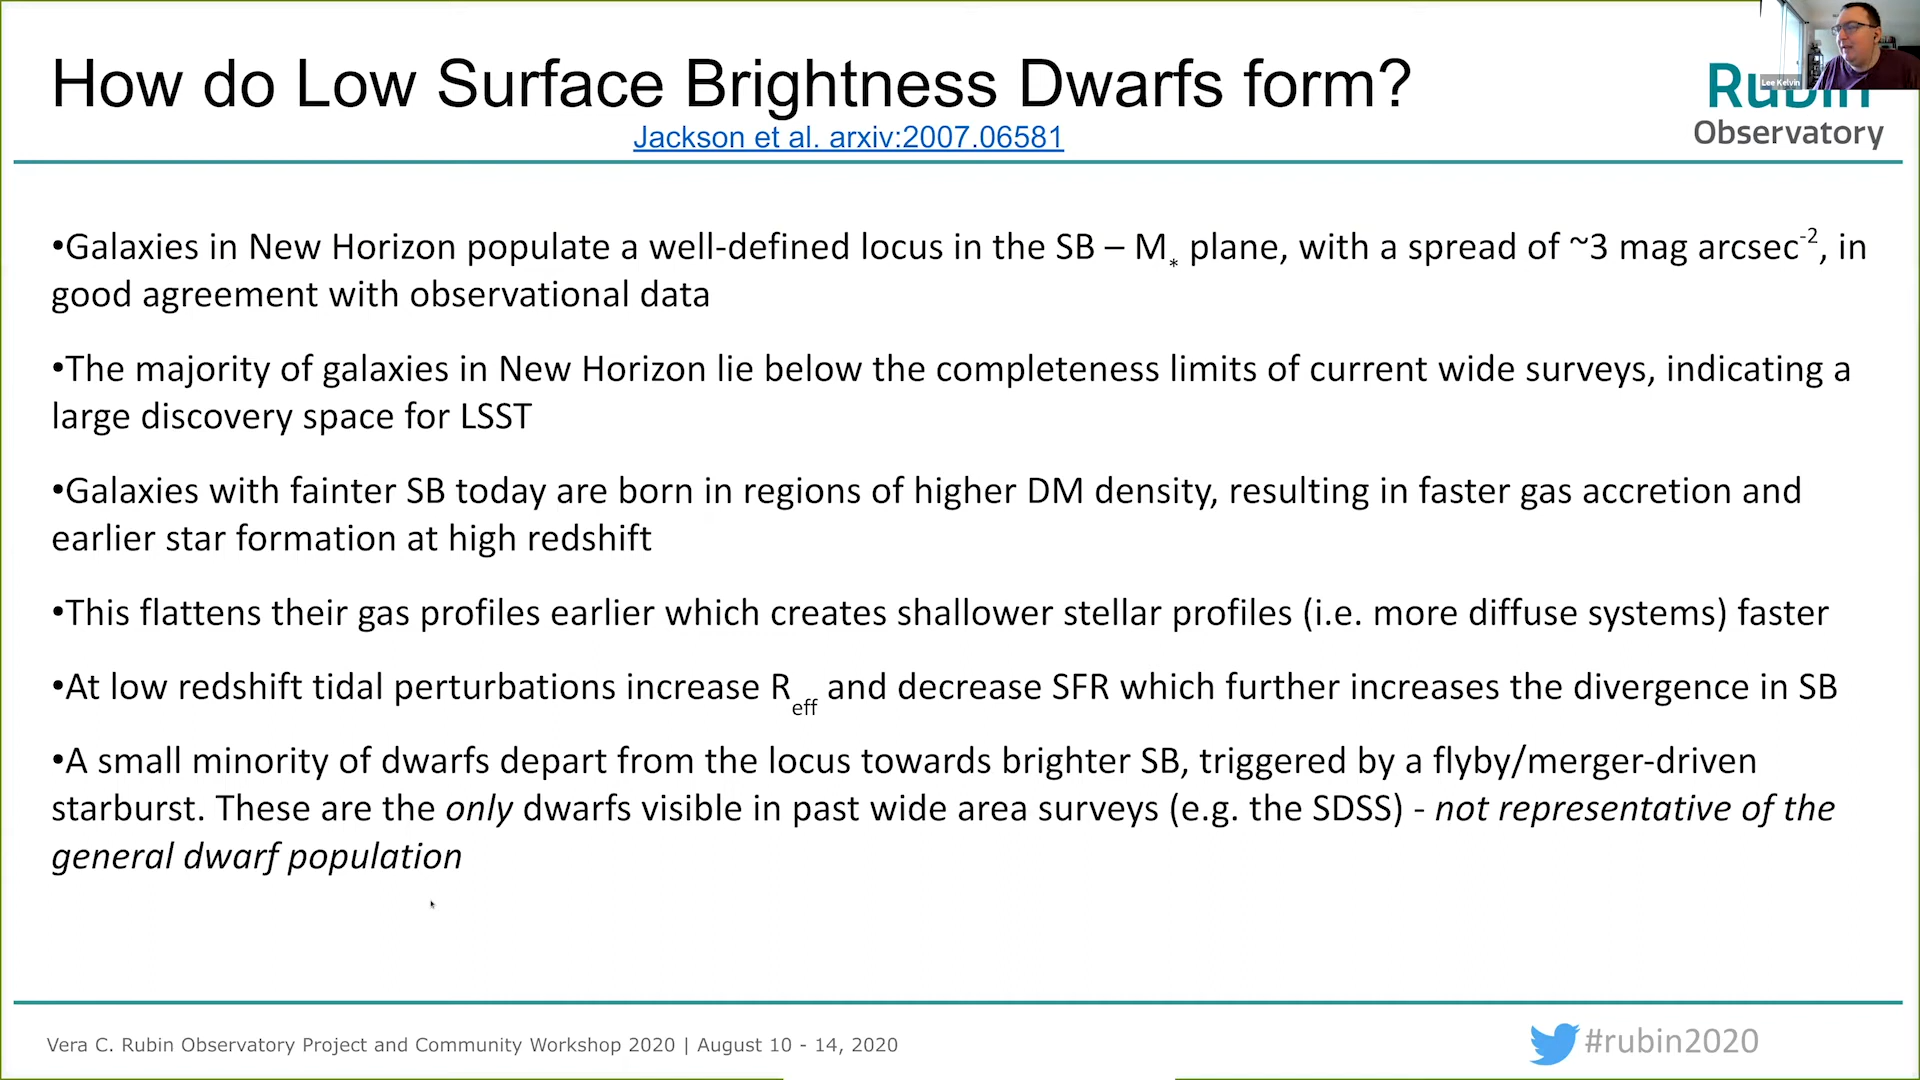 How do Low Surface Brightness Dwarfs form?
Jackson et al. arxiv:2007.06581
Lee Kelvin
Rubin
Observatory
•Galaxies in New Horizon populate a well-defined locus in the SB – M* plane, with a spread of ~3 mag arcsec-2, in
good agreement with observational data
•The majority of galaxies in New Horizon lie below the completeness limits of current wide surveys, indicating a
large discovery space for LSST
•Galaxies with fainter SB today are born in regions of higher DM density, resulting in faster gas accretion and
earlier star formation at high redshift
•This flattens their gas profiles earlier which creates shallower stellar profiles (i.e. more diffuse systems) faster
•At low redshift tidal perturbations increase Reff and decrease SFR which further increases the divergence in SB
•A small minority of dwarfs depart from the locus towards brighter SB, triggered by a flyby/merger-driven
starburst. These are the only dwarfs visible in past wide area surveys (e.g. the SDSS) - not representative of the
general dwarf population
Vera C. Rubin Observatory Project and Community Workshop 2020 | August 10 - 14, 2020
#rubin2020